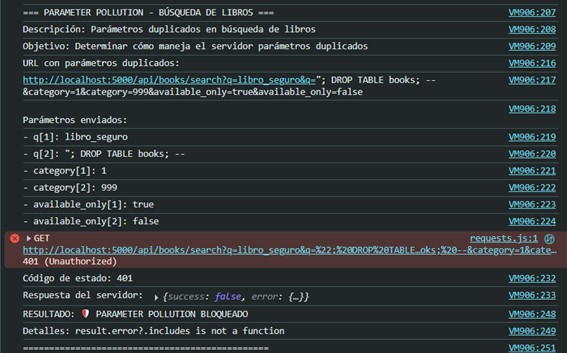 === PARAMETER POLLUTION - BÚSQUEDA DE LIBROS === VM906:207
Descripción: Parámetros duplicados en búsqueda de libros VM906:208
Objetivo: Determinar cómo maneja el servidor parámetros duplicados VM906:209
URL con parámetros duplicados: VM906:216
http://localhost:5000/api/books/search?q=libro_seguro&q="; DROP TABLE books; -- VM906:217
&category=1&category=999&available_only=true&available_only=false
VM906:218
Parámetros enviados:
- q[1]: libro_seguro VM906:219
- q[2]: "; DROP TABLE books; -- VM906:220
- category[1]: 1 VM906:221
- category[2]: 999 VM906:222
- available_only[1]: true VM906:223
- available_only[2]: false VM906:224
GET requests.js:1
http://localhost:5000/api/books/search?q=libro_seguro&q=%22;%20DROP%20TABLE…oks;%20--&category=1&cate…
401 (Unauthorized)
Código de estado: 401 VM906:232
Respuesta del servidor: {success: false, error: {…}} VM906:233
RESULTADO: PARAMETER POLLUTION BLOQUEADO VM906:248
Detalles: result.error?.includes is not a function VM906:249
================================================ VM906:251